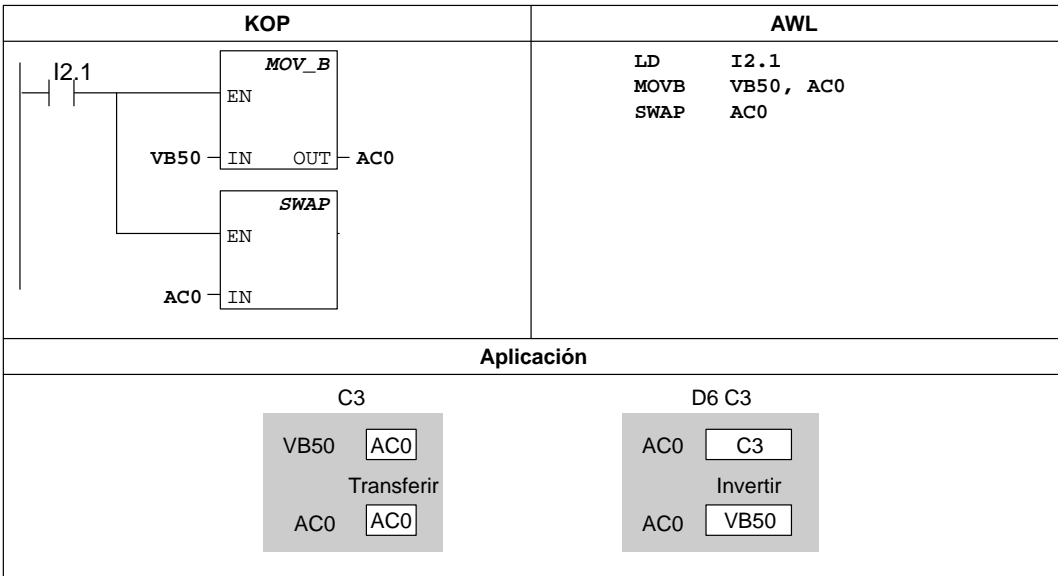 KOP
AWL
I2.1
MOV_B
EN
VB50
IN
OUT
AC0
SWAP
EN
AC0
IN
LD I2.1
MOVB VB50, AC0
SWAP AC0
Aplicación
C3
VB50
AC0
Transferir
AC0
AC0
D6 C3
AC0
C3
Invertir
AC0
VB50